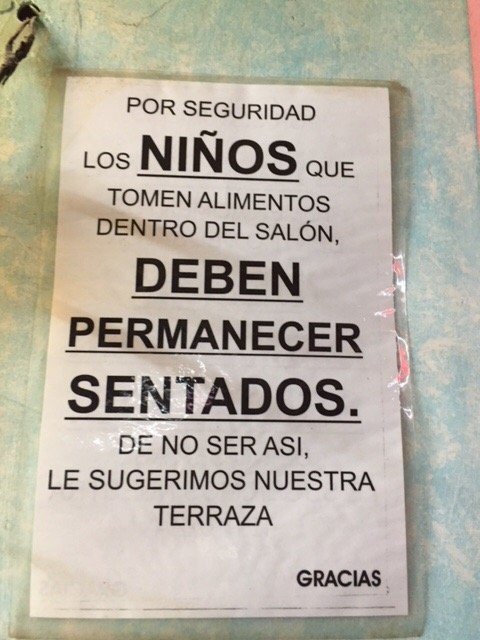 POR SEGURIDAD
LOS NIÑOS QUE
TOMEN ALIMENTOS
DENTRO DEL SALÓN,
DEBEN
PERMANECER
SENTADOS.
DE NO SER ASI,
LE SUGERIMOS NUESTRA
TERRAZA
GRACIAS